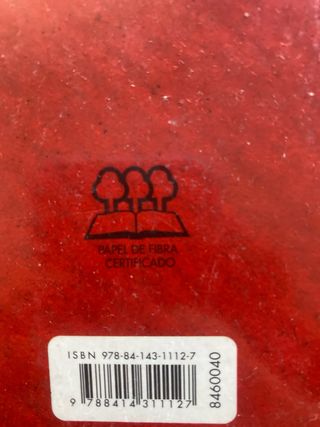 PAPEL DE FIBRA
CERTIFICADO
ISBN 978-84-143-1112-7
9 788414 311127
8460040